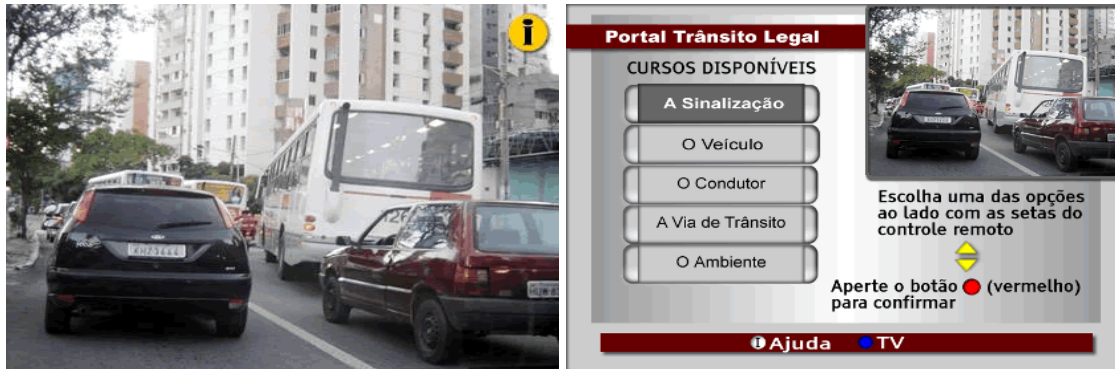 i
Portal Trânsito Legal
CURSOS DISPONÍVEIS
A Sinalização
O Veículo
O Condutor
A Via de Trânsito
O Ambiente
Escolha uma das opções
ao lado com as setas do
controle remoto
Aperte o botão (vermelho)
para confirmar
i Ajuda TV